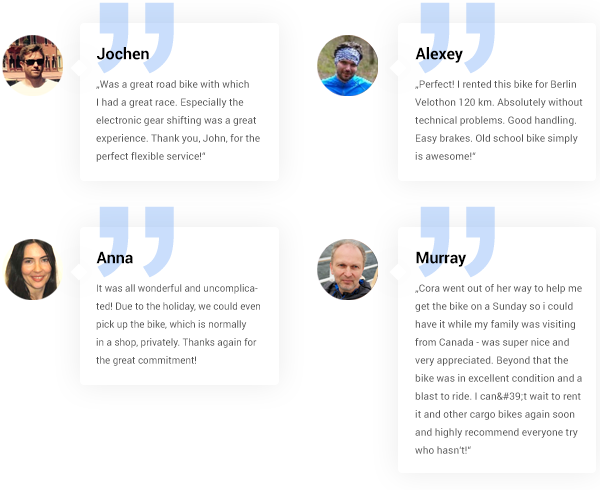 Jochen
„Was a great road bike with which
I had a great race. Especially the
electronic gear shifting was a great
experience. Thank you, John, for the
perfect flexible service!“
Alexey
„Perfect! I rented this bike for Berlin
Velothon 120 km. Absolutely without
technical problems. Good handling.
Easy brakes. Old school bike simply
is awesome!“
Anna
It was all wonderful and uncomplica-
ted! Due to the holiday, we could even
pick up the bike, which is normally
in a shop, privately. Thanks again for
the great commitment!
Murray
„Cora went out of her way to help me
get the bike on a Sunday so i could
have it while my family was visiting
from Canada - was super nice and
very appreciated. Beyond that the
bike was in excellent condition and a
blast to ride. I can&#39;t wait to rent
it and other cargo bikes again soon
and highly recommend everyone try
who hasn't!“